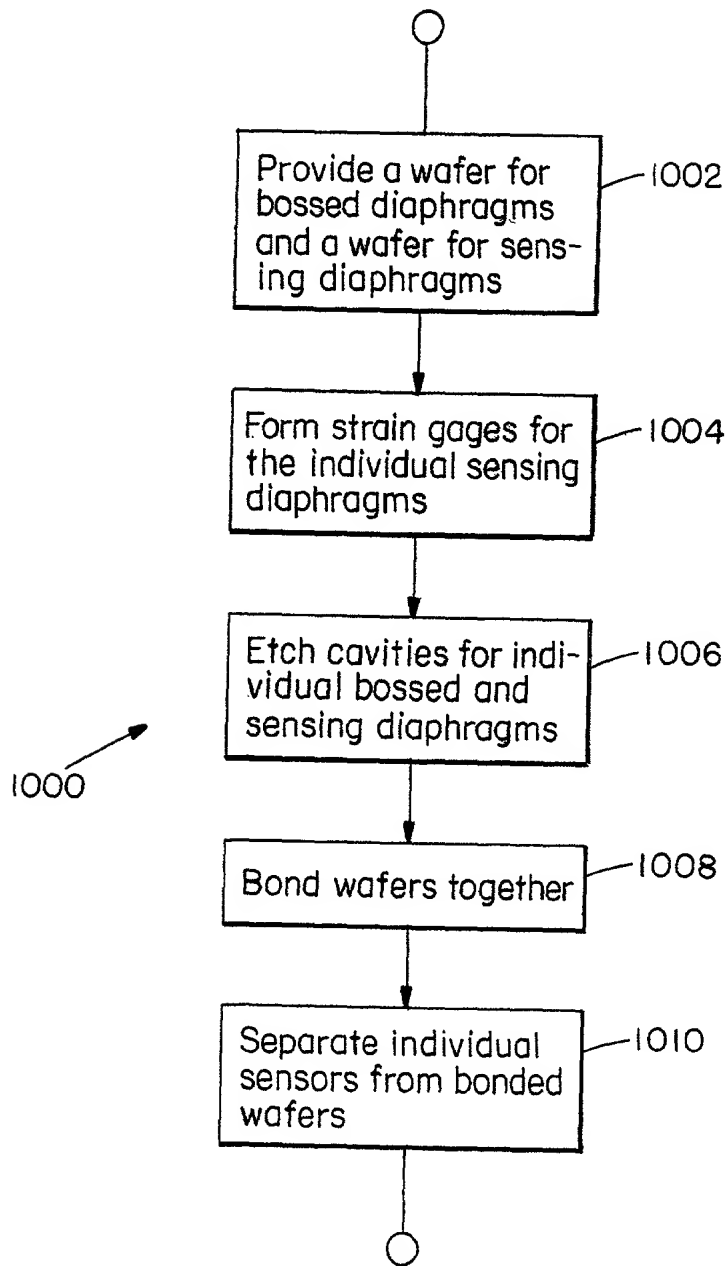 Provide a wafer for
bossed diaphragms
and a wafer for sens-
ing diaphragms
1002
Form strain gages for
the individual sensing
diaphragms
1004
Etch cavities for indi-
vidual bossed and
sensing diaphragms
1006
1000
Bond wafers together
1008
Separate individual
sensors from bonded
wafers
1010